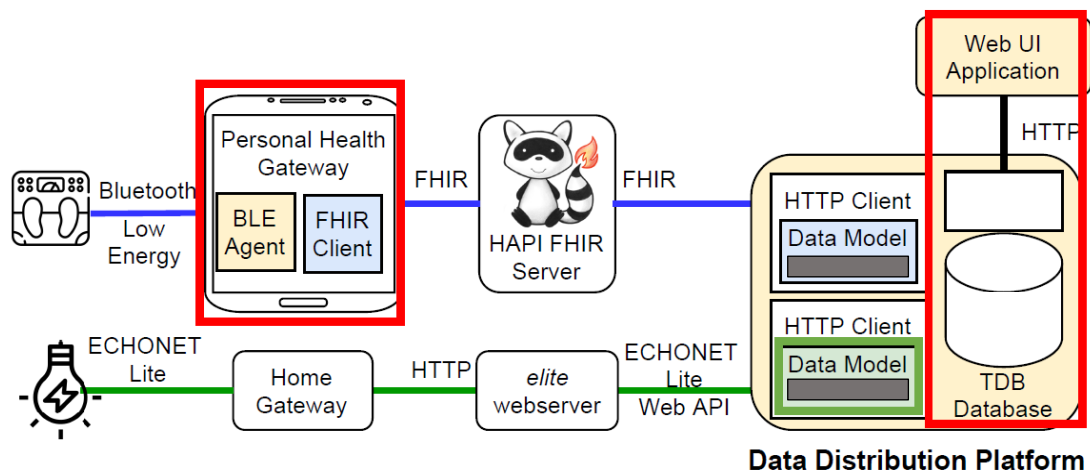 Web UI
Application
HTTP
Personal Health
Gateway
BLE
Agent
FHIR
Client
Bluetooth
Low
Energy
FHIR
HAPI FHIR
Server
FHIR
HTTP Client
Data Model
HTTP Client
Data Model
TDB
Database
ECHONET
Lite
Home
Gateway
HTTP
elite
webserver
ECHONET
Lite
Web API
Data Distribution Platform